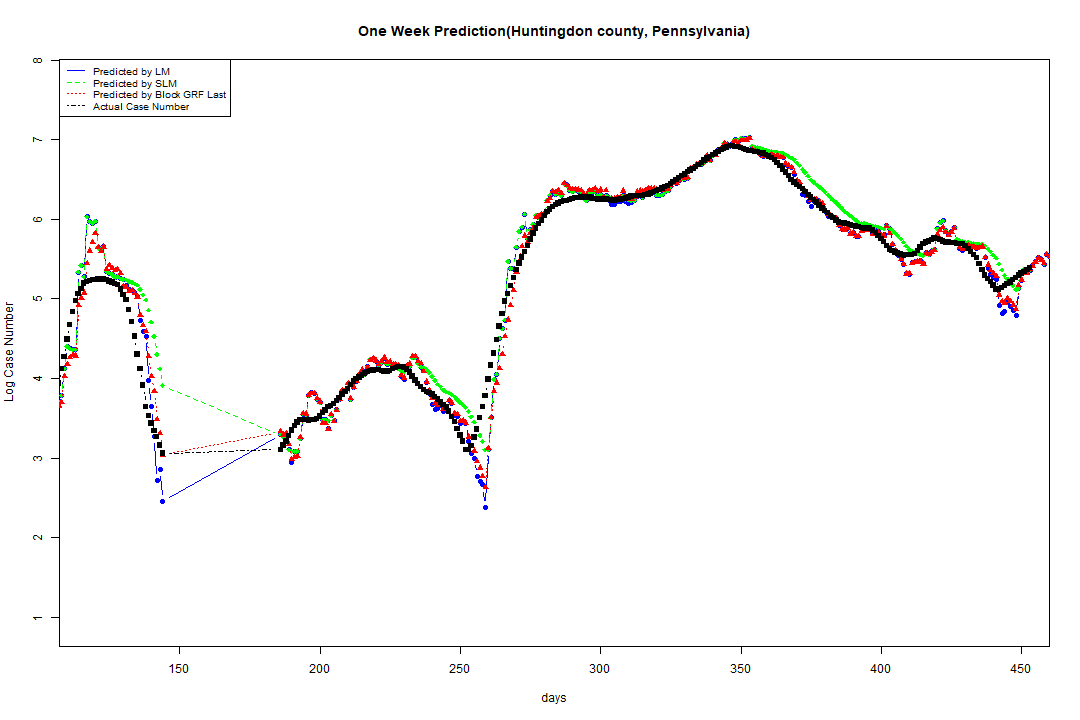 One Week Prediction(Huntingdon county, Pennsylvania)
Predicted by LM
Predicted by SLM
Predicted by Block GRF Last
Actual Case Number
8
7
6
5
4
3
2
1
Log Case Number
150 200 250 300 350 400 450
days